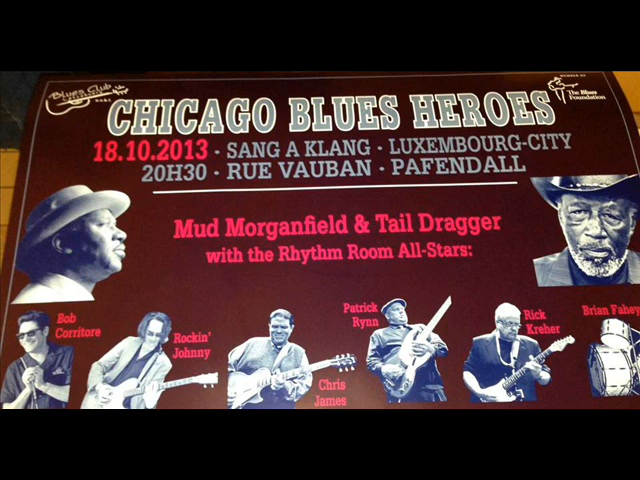 Blues Club
MEMBER OF
The Blues
Foundation
CHICAGO BLUES HEROES
18.10.2013 · SANG A KLANG · LUXEMBOURG-CITY
20H30 · RUE VAUBAN · PAFENDALL
Mud Morganfield & Tail Dragger
with the Rhythm Room All-Stars:
Bob
Corritore
Rockin'
Johnny
Chris
James
Patrick
Rynn
Rick
Kreher
Brian Fahey